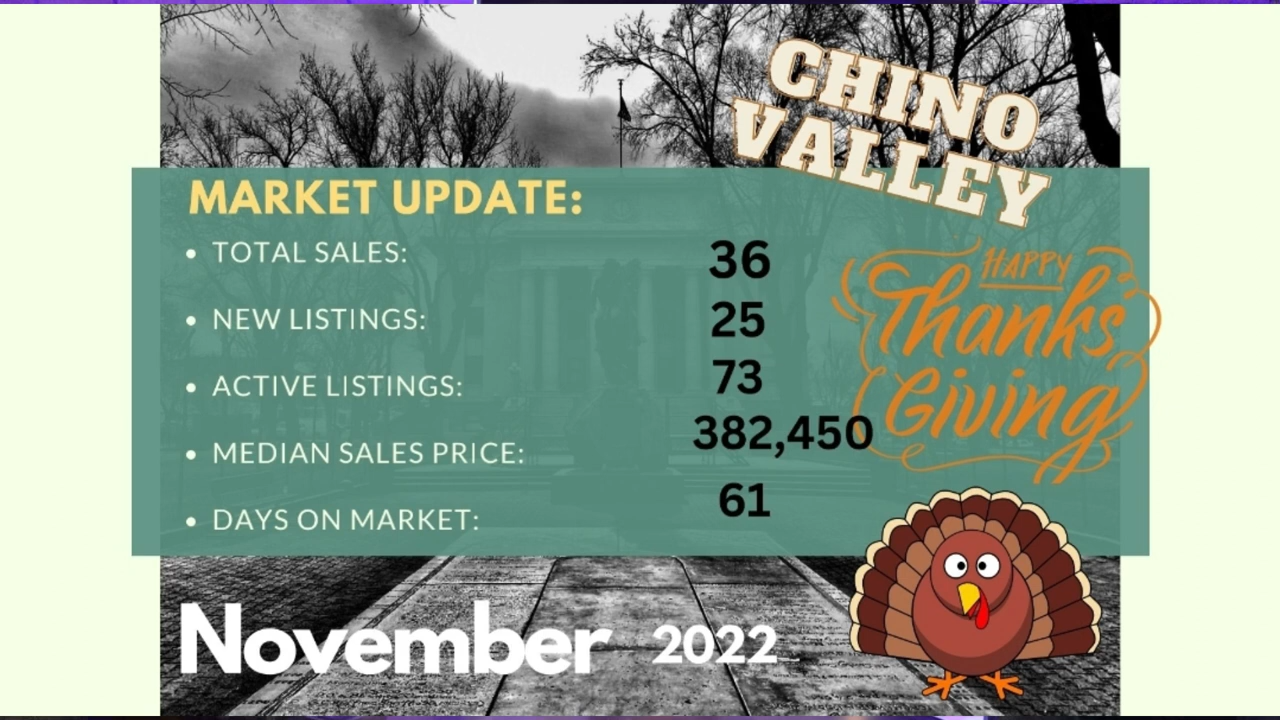 CHINO
VALLEY
MARKET UPDATE:
• TOTAL SALES: 36
• NEW LISTINGS: 25
• ACTIVE LISTINGS: 73
• MEDIAN SALES PRICE: 382,450
• DAYS ON MARKET: 61
HAPPY
Thanks
Giving
November 2022